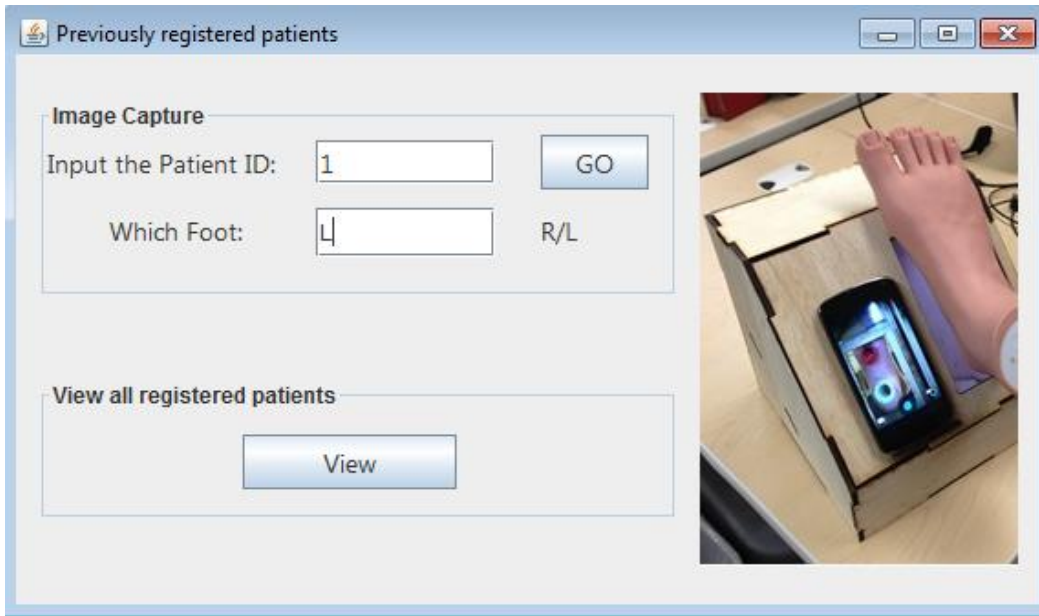 Previously registered patients
Image Capture
Input the Patient ID: 1 GO
Which Foot: L R/L
View all registered patients
View